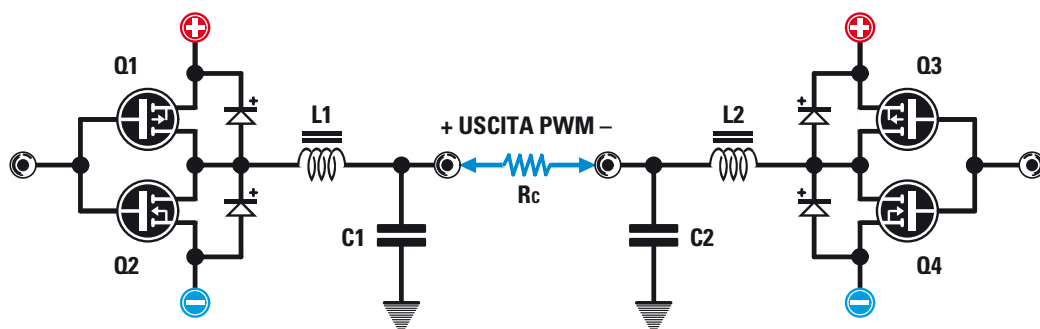 Q1
Q3
L1
+ USCITA PWM –
L2
Rc
C1
C2
Q2
Q4